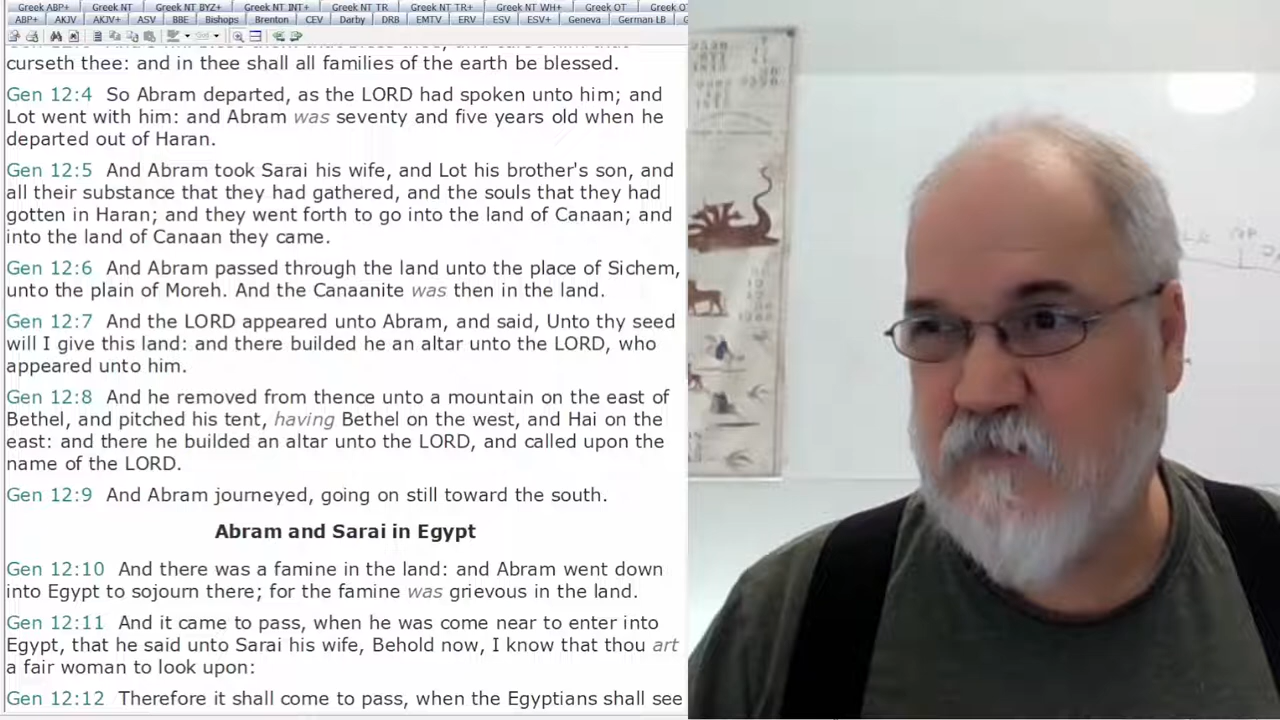 Greek ABP+ Greek NT Greek NT BYZ+ Greek NT INT+ Greek NT TR Greek NT TR+ Greek NT WH+ Greek OT
ABP+ AKJV AKJV+ ASV BBE Bishops Brenton CEV Darby DRB EMTV ERV ESV ESV+ Geneva German LB
curseth thee: and in thee shall all families of the earth be blessed.
Gen 12:4 So Abram departed, as the LORD had spoken unto him; and
Lot went with him: and Abram was seventy and five years old when he
departed out of Haran.
Gen 12:5 And Abram took Sarai his wife, and Lot his brother's son, and
all their substance that they had gathered, and the souls that they had
gotten in Haran; and they went forth to go into the land of Canaan; and
into the land of Canaan they came.
Gen 12:6 And Abram passed through the land unto the place of Sichem,
unto the plain of Moreh. And the Canaanite was then in the land.
Gen 12:7 And the LORD appeared unto Abram, and said, Unto thy seed
will I give this land: and there builded he an altar unto the LORD, who
appeared unto him.
Gen 12:8 And he removed from thence unto a mountain on the east of
Bethel, and pitched his tent, having Bethel on the west, and Hai on the
east: and there he builded an altar unto the LORD, and called upon the
name of the LORD.
Gen 12:9 And Abram journeyed, going on still toward the south.
Abram and Sarai in Egypt
Gen 12:10 And there was a famine in the land: and Abram went down
into Egypt to sojourn there; for the famine was grievous in the land.
Gen 12:11 And it came to pass, when he was come near to enter into
Egypt, that he said unto Sarai his wife, Behold now, I know that thou art
a fair woman to look upon:
Gen 12:12 Therefore it shall come to pass, when the Egyptians shall see